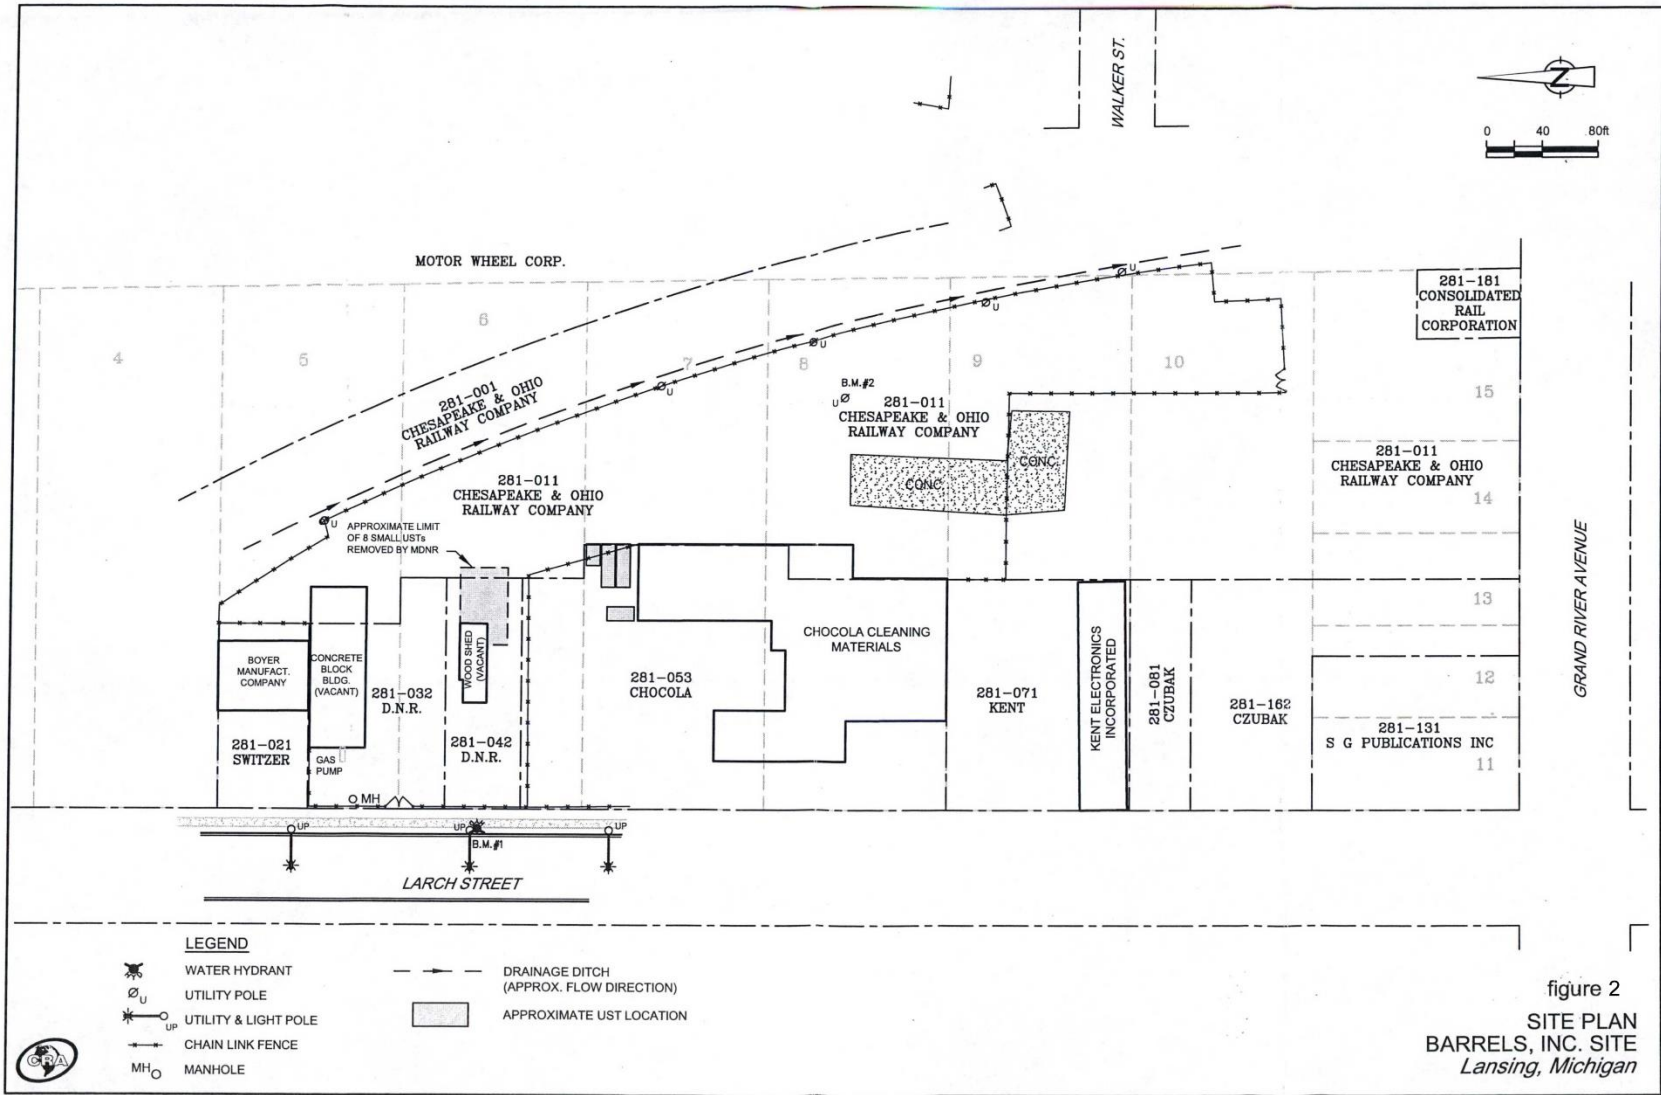 WALKER ST.
Z
0 40 80ft
MOTOR WHEEL CORP.
4
5
6
7
8
9
10
15
14
13
12
11
281-181
CONSOLIDATED
RAIL
CORPORATION
281-001
CHESAPEAKE & OHIO
RAILWAY COMPANY
U
U
U
U
U
B.M.#2
U
281-011
CHESAPEAKE & OHIO
RAILWAY COMPANY
281-011
CHESAPEAKE & OHIO
RAILWAY COMPANY
281-011
CHESAPEAKE & OHIO
RAILWAY COMPANY
CONC.
CONC.
APPROXIMATE LIMIT
OF 8 SMALL USTs
REMOVED BY MDNR
GRAND RIVER AVENUE
BOYER
MANUFACT.
COMPANY
CONCRETE
BLOCK
BLDG.
(VACANT)
WOOD SHED
(VACANT)
281-032
D.N.R.
281-053
CHOCOLA
CHOCOLA CLEANING
MATERIALS
281-071
KENT
KENT ELECTRONICS
INCORPORATED
281-081
CZUBAK
281-162
CZUBAK
281-131
S G PUBLICATIONS INC
281-021
SWITZER
GAS
PUMP
281-042
D.N.R.
MH
UP
UP
UP
B.M.#1
LARCH STREET
LEGEND
WATER HYDRANT
U UTILITY POLE
UP UTILITY & LIGHT POLE
CHAIN LINK FENCE
MH MANHOLE
DRAINAGE DITCH
(APPROX. FLOW DIRECTION)
APPROXIMATE UST LOCATION
CRA
figure 2
SITE PLAN
BARRELS, INC. SITE
Lansing, Michigan